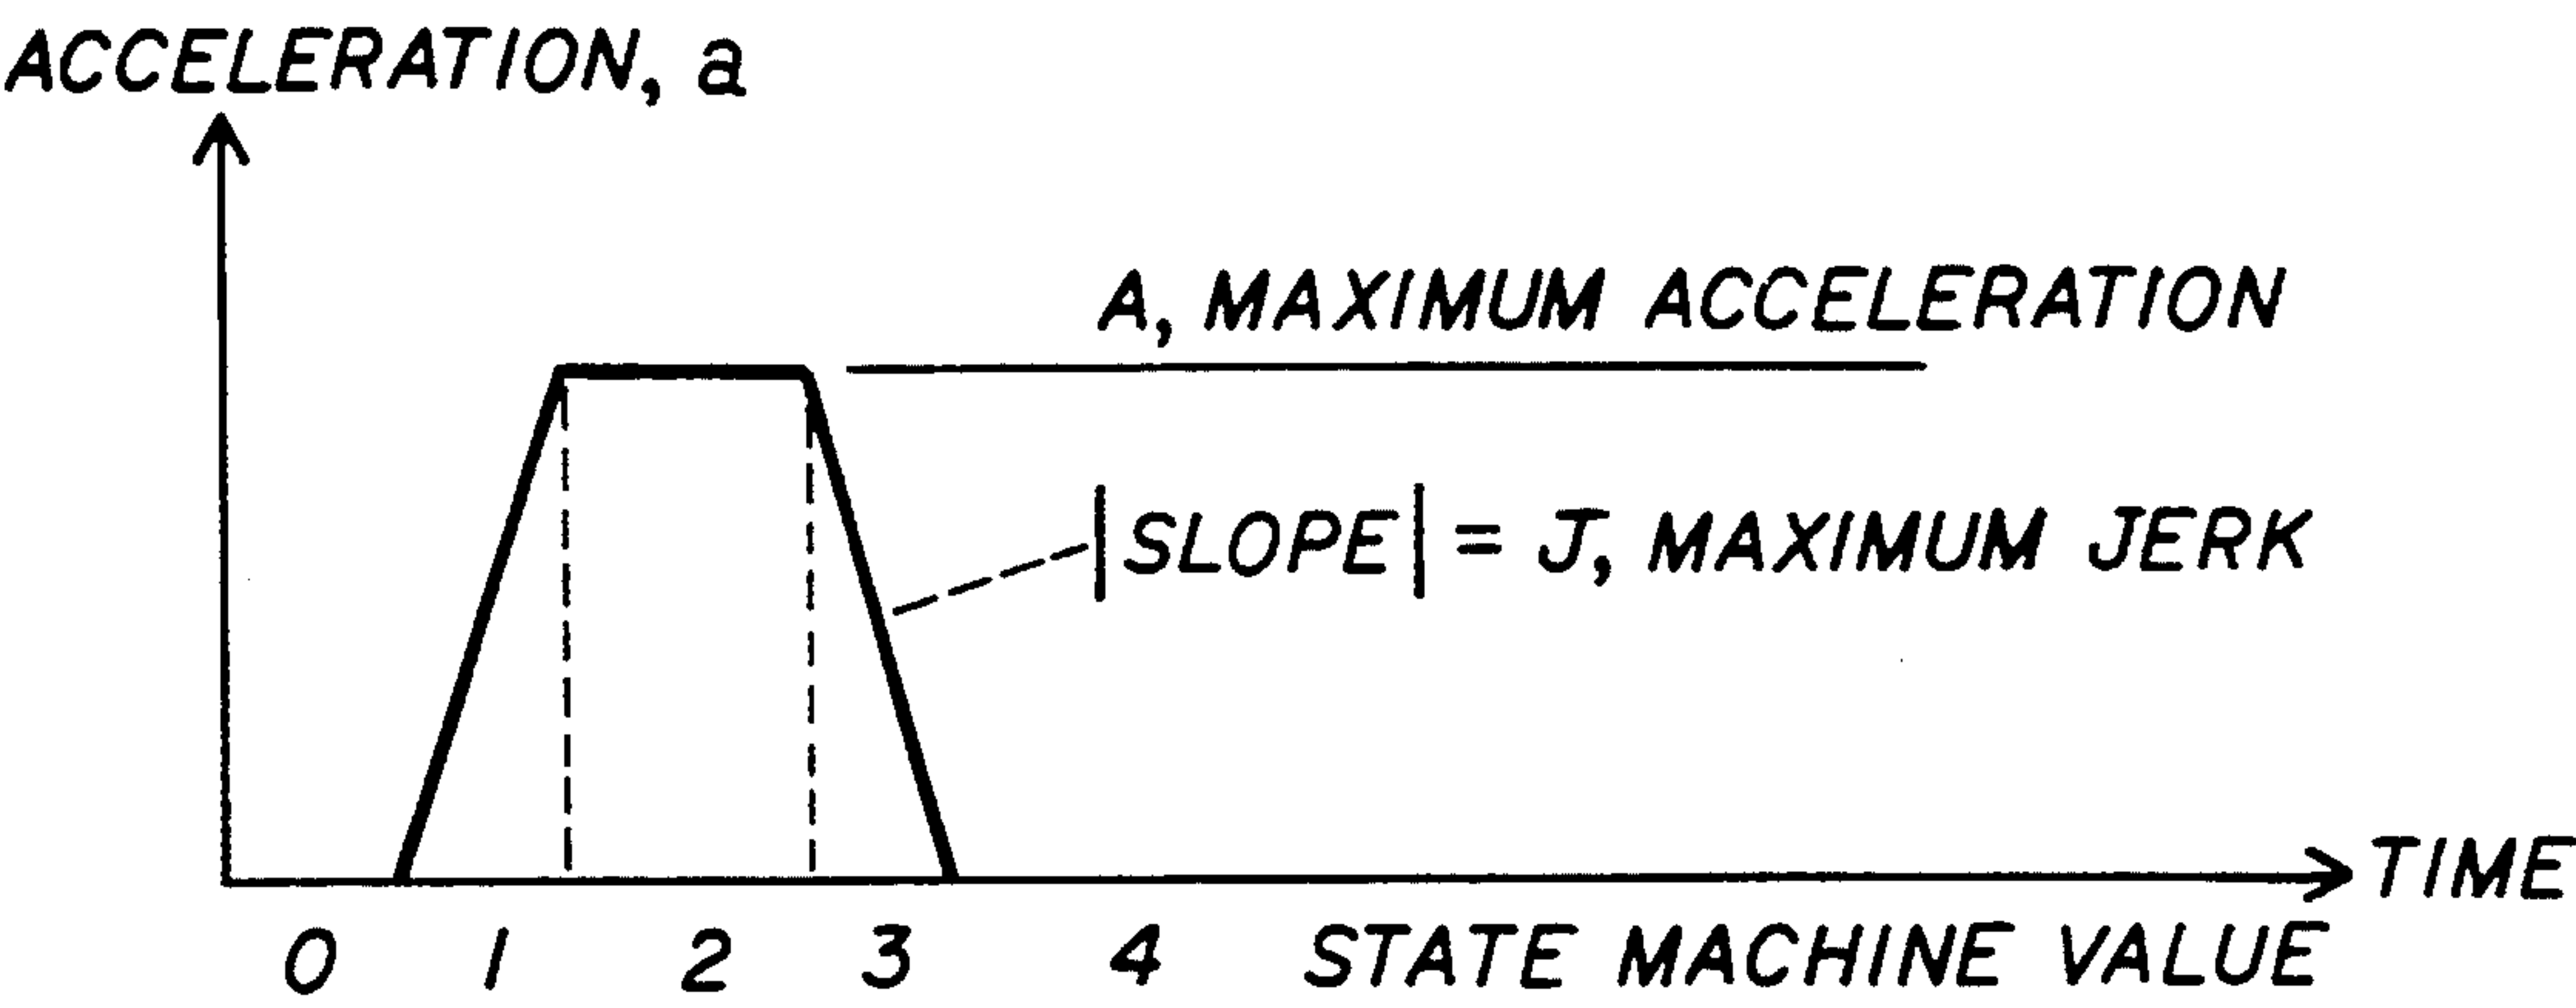 ACCELERATION, a
A, MAXIMUM ACCELERATION
|SLOPE| = J, MAXIMUM JERK
TIME
0 1 2 3 4 STATE MACHINE VALUE